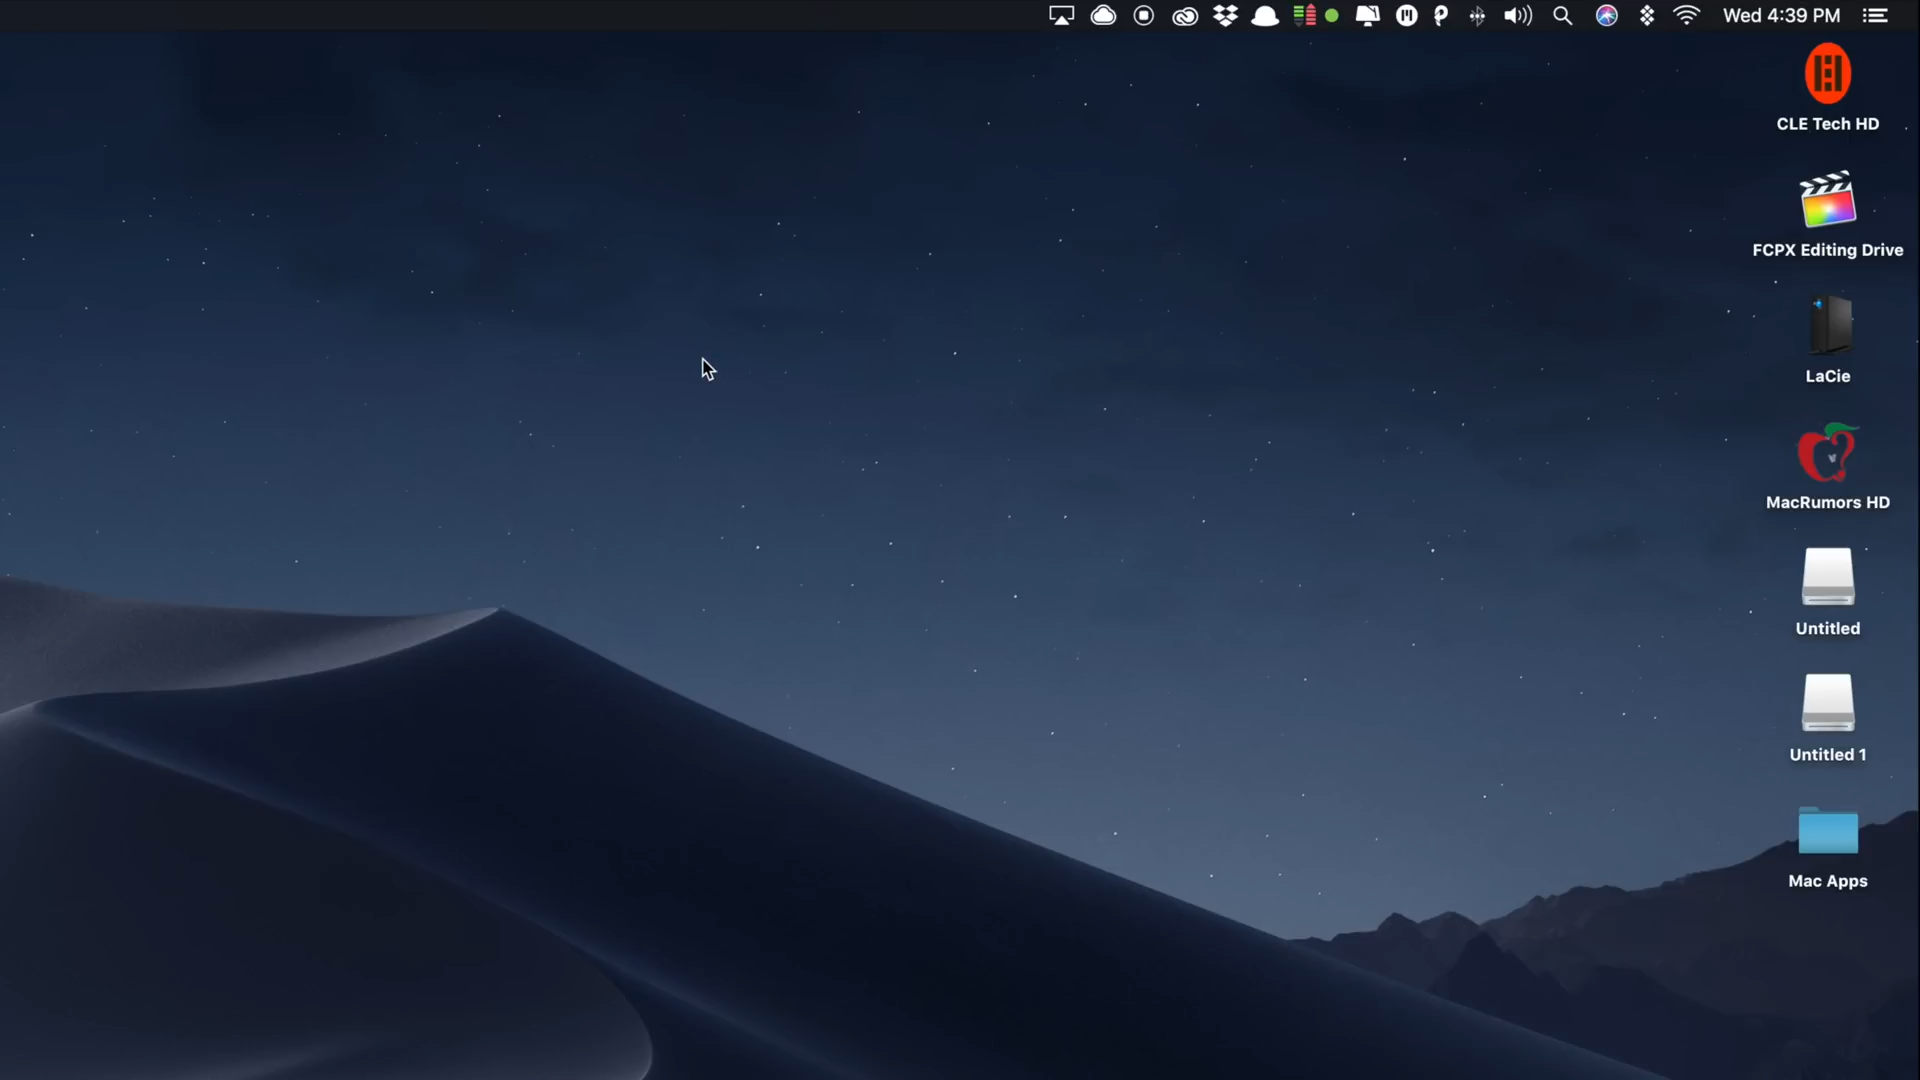 Wed 4:39 PM
CLE Tech HD
FCPX Editing Drive
LaCie
MacRumors HD
Untitled
Untitled 1
Mac Apps